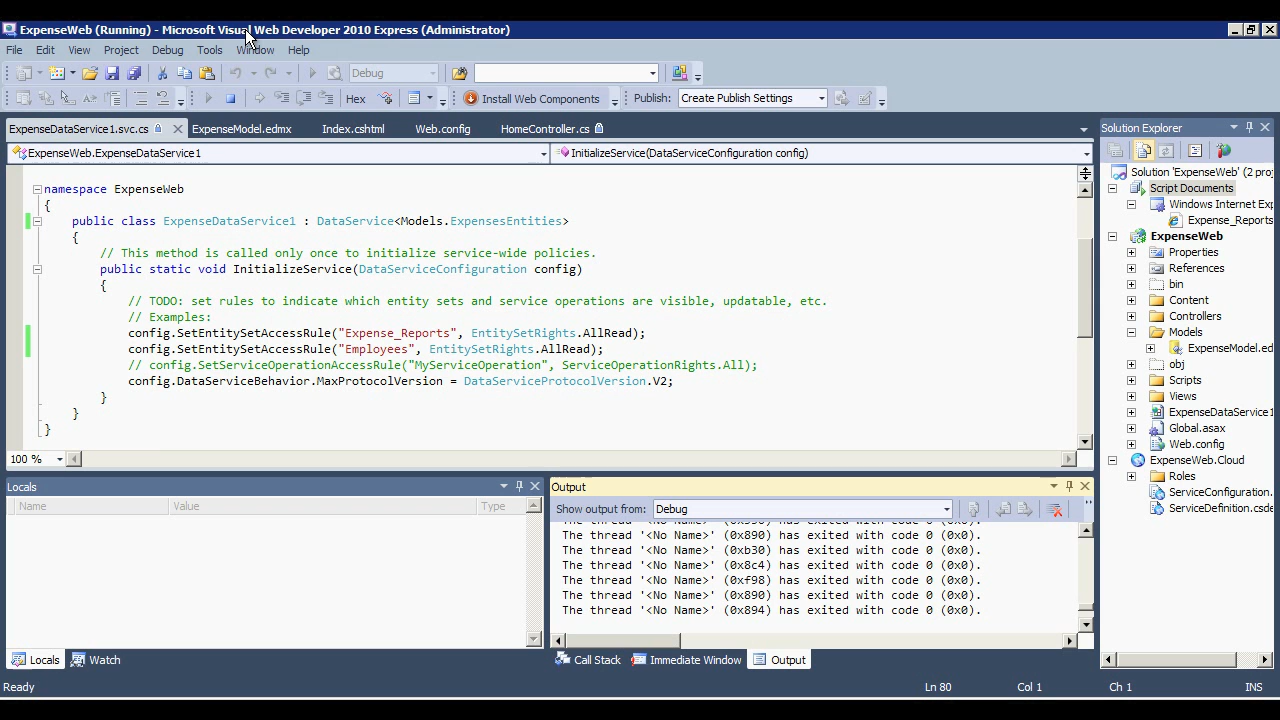 ExpenseWeb (Running) - Microsoft Visual Web Developer 2010 Express (Administrator)
File Edit View Project Debug Tools Window Help
Debug
Hex Install Web Components Publish: Create Publish Settings
ExpenseDataService1.svc.cs ExpenseModel.edmx Index.cshtml Web.config HomeController.cs
ExpenseWeb.ExpenseDataService1 InitializeService(DataServiceConfiguration config)
namespace ExpenseWeb
{
public class ExpenseDataService1 : DataService<Models.ExpensesEntities>
{
// This method is called only once to initialize service-wide policies.
public static void InitializeService(DataServiceConfiguration config)
{
// TODO: set rules to indicate which entity sets and service operations are visible, updatable, etc.
// Examples:
config.SetEntitySetAccessRule("Expense_Reports", EntitySetRights.AllRead);
config.SetEntitySetAccessRule("Employees", EntitySetRights.AllRead);
// config.SetServiceOperationAccessRule("MyServiceOperation", ServiceOperationRights.All);
config.DataServiceBehavior.MaxProtocolVersion = DataServiceProtocolVersion.V2;
}
}
}
100 %
Solution Explorer
Solution 'ExpenseWeb' (2 proj
Script Documents
Windows Internet Exp
Expense_Reports
ExpenseWeb
Properties
References
bin
Content
Controllers
Models
ExpenseModel.ed
obj
Scripts
Views
ExpenseDataService1
Global.asax
Web.config
ExpenseWeb.Cloud
Roles
ServiceConfiguration.
ServiceDefinition.csde
Locals
Name Value Type
Locals Watch
Output
Show output from: Debug
The thread '<No Name>' (0x890) has exited with code 0 (0x0).
The thread '<No Name>' (0xb30) has exited with code 0 (0x0).
The thread '<No Name>' (0x8c4) has exited with code 0 (0x0).
The thread '<No Name>' (0xf98) has exited with code 0 (0x0).
The thread '<No Name>' (0x890) has exited with code 0 (0x0).
The thread '<No Name>' (0x894) has exited with code 0 (0x0).
Call Stack Immediate Window Output
Ready Ln 80 Col 1 Ch 1 INS